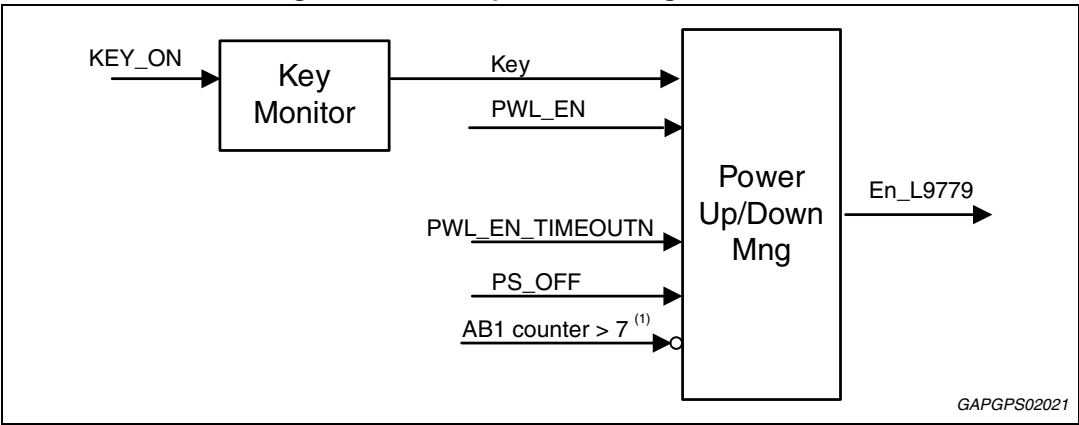 KEY_ON
Key
Monitor
Key
PWL_EN
PWL_EN_TIMEOUTN
PS_OFF
AB1 counter > 7 (1)
Power
Up/Down
Mng
En_L9779
GAPGPS02021